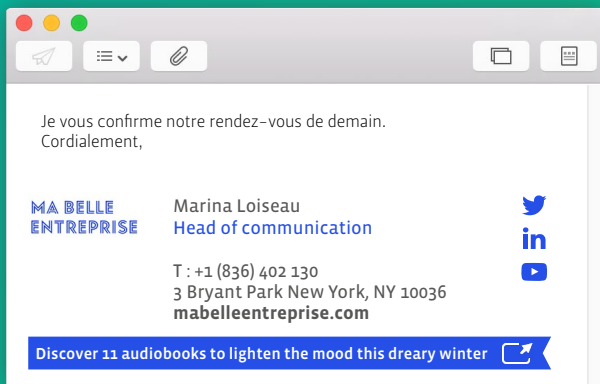 Je vous confirme notre rendez-vous de demain.
Cordialement,
MA BELLE
ENTREPRISE
Marina Loiseau
Head of communication
T : +1 (836) 402 130
3 Bryant Park New York, NY 10036
mabelleentreprise.com
in
Discover 11 audiobooks to lighten the mood this dreary winter